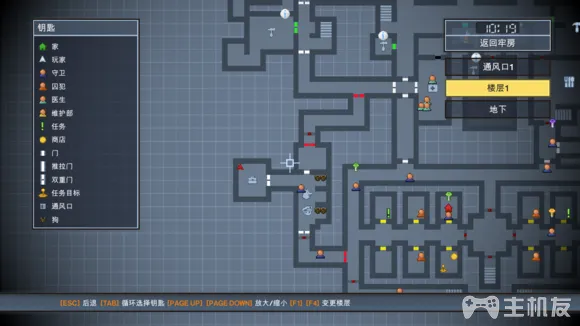 钥匙
家
玩家
守卫
囚犯
医生
维护部
任务
商店
门
推拉门
双重门
任务目标
通风口
狗
10:19
返回牢房
通风口1
楼层1
地下
[ESC] 后退 [TAB] 循环选择钥匙 [PAGE UP] [PAGE DOWN] 放大/缩小 [F1] [F4] 变更楼层
主机友